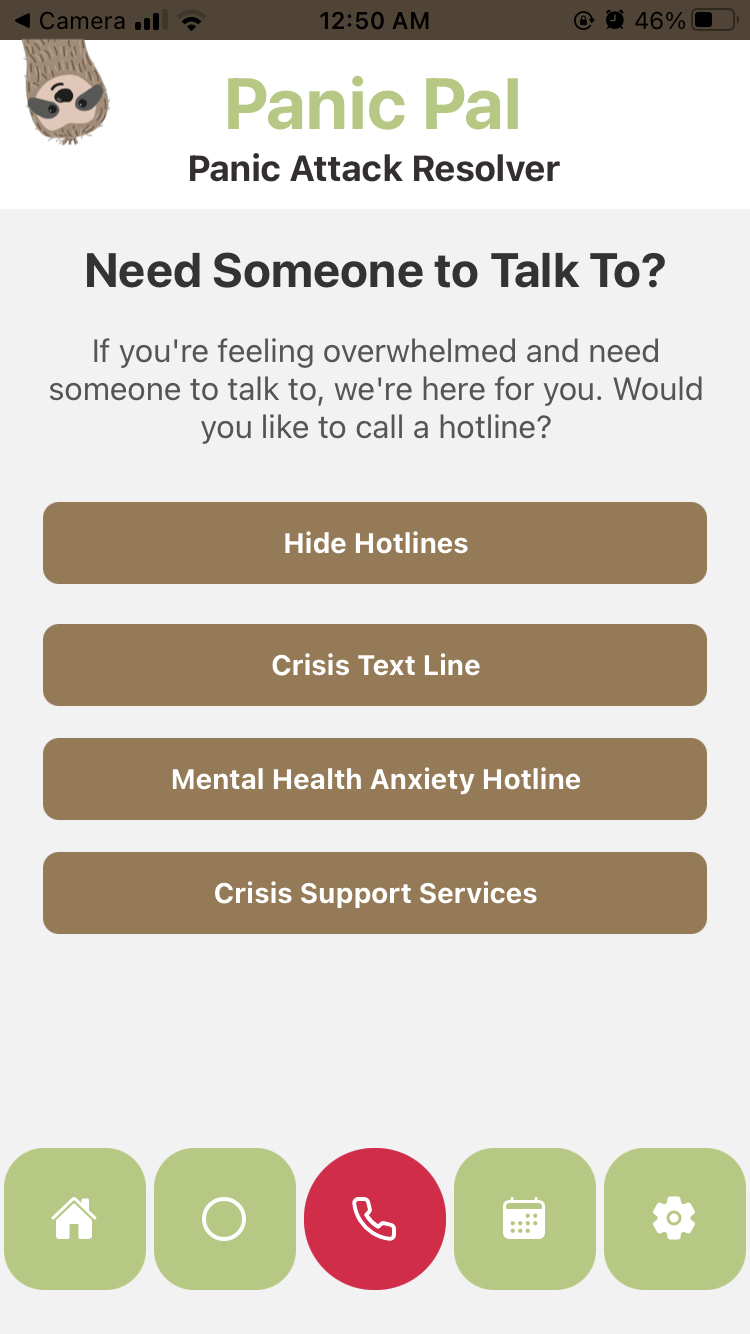 Camera 12:50 AM 46%
Panic Pal
Panic Attack Resolver
Need Someone to Talk To?
If you're feeling overwhelmed and need
someone to talk to, we're here for you. Would
you like to call a hotline?
Hide Hotlines
Crisis Text Line
Mental Health Anxiety Hotline
Crisis Support Services